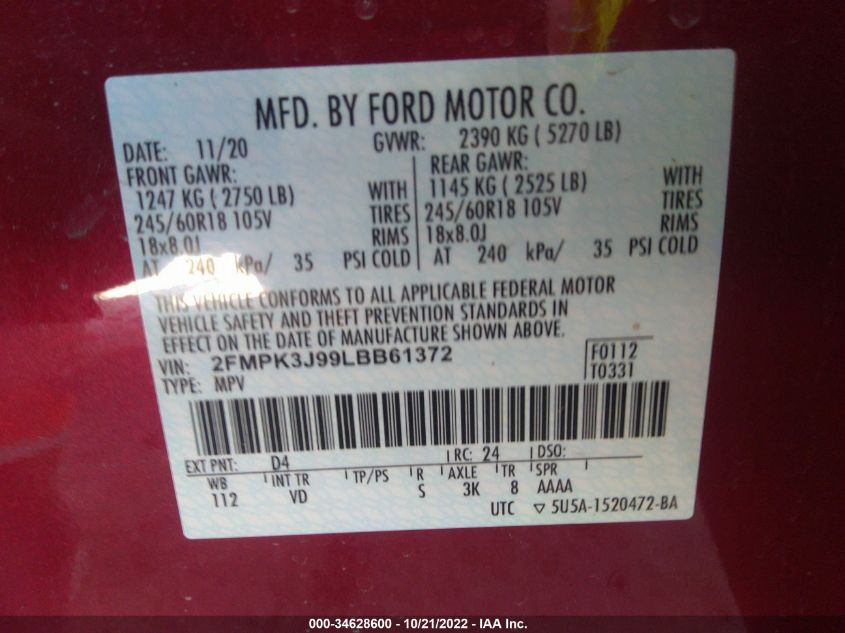 MFD. BY FORD MOTOR CO.
DATE: 11/20 GVWR: 2390 KG ( 5270 LB)
FRONT GAWR: REAR GAWR:
1247 KG ( 2750 LB) WITH 1145 KG ( 2525 LB) WITH
245/60R18 105V TIRES 245/60R18 105V TIRES
18x8.0J RIMS 18x8.0J RIMS
AT 240 kPa/ 35 PSI COLD AT 240 kPa/ 35 PSI COLD
THIS VEHICLE CONFORMS TO ALL APPLICABLE FEDERAL MOTOR
VEHICLE SAFETY AND THEFT PREVENTION STANDARDS IN
EFFECT ON THE DATE OF MANUFACTURE SHOWN ABOVE.
VIN: 2FMPK3J99LBB61372 F0112
TYPE: MPV T0331
EXT PNT: D4 RC: 24 DSO:
WB INT TR TP/PS R AXLE TR SPR
112 VD S 3K 8 AAAA
UTC ▽ 5U5A-1520472-BA
000-34628600 - 10/21/2022 - IAA Inc.